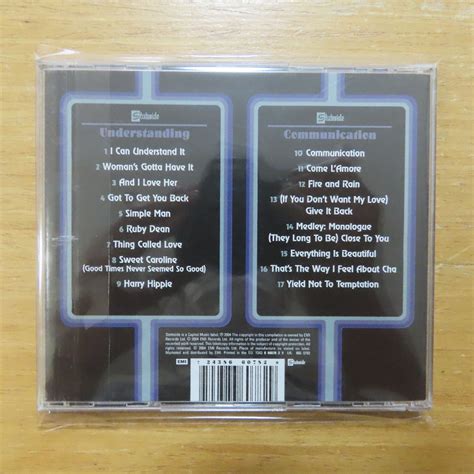 Stateside
Understanding
1 I Can Understand It
2 Woman's Gotta Have It
3 And I Love Her
4 Got To Get You Back
5 Simple Man
6 Ruby Dean
7 Thing Called Love
8 Sweet Caroline
(Good Times Never Seemed So Good)
9 Harry Hippie
Stateside
Communication
10 Communication
11 Come L'Amore
12 Fire and Rain
13 (If You Don't Want My Love)
Give It Back
14 Medley: Monologue
(They Long To Be) Close To You
15 Everything Is Beautiful
16 That's The Way I Feel About Cha
17 Yield Not To Temptation
EMI
Stateside